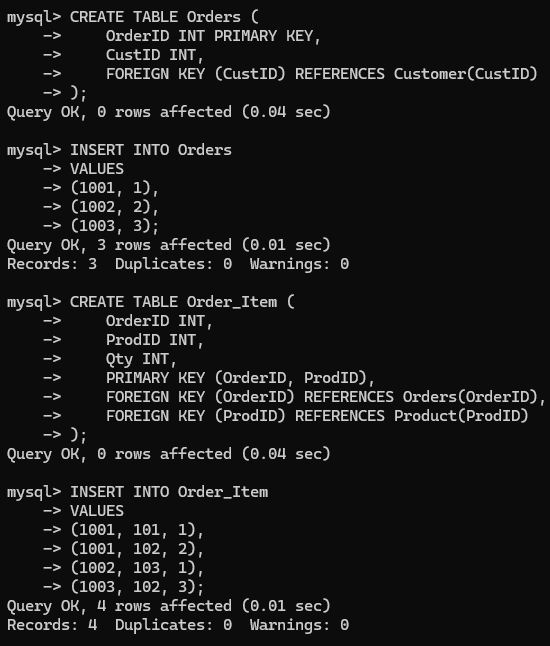 mysql> CREATE TABLE Orders (
    ->     OrderID INT PRIMARY KEY,
    ->     CustID INT,
    ->     FOREIGN KEY (CustID) REFERENCES Customer(CustID)
    -> );
Query OK, 0 rows affected (0.04 sec)

mysql> INSERT INTO Orders
    -> VALUES
    -> (1001, 1),
    -> (1002, 2),
    -> (1003, 3);
Query OK, 3 rows affected (0.01 sec)
Records: 3  Duplicates: 0  Warnings: 0

mysql> CREATE TABLE Order_Item (
    ->     OrderID INT,
    ->     ProdID INT,
    ->     Qty INT,
    ->     PRIMARY KEY (OrderID, ProdID),
    ->     FOREIGN KEY (OrderID) REFERENCES Orders(OrderID),
    ->     FOREIGN KEY (ProdID) REFERENCES Product(ProdID)
    -> );
Query OK, 0 rows affected (0.04 sec)

mysql> INSERT INTO Order_Item
    -> VALUES
    -> (1001, 101, 1),
    -> (1001, 102, 2),
    -> (1002, 103, 1),
    -> (1003, 102, 3);
Query OK, 4 rows affected (0.01 sec)
Records: 4  Duplicates: 0  Warnings: 0